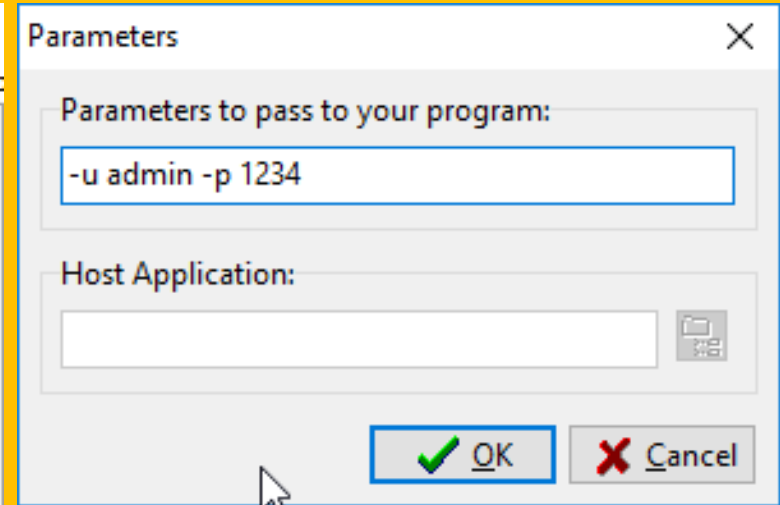 Parameters
Parameters to pass to your program:
-u admin -p 1234
Host Application:
OK
Cancel